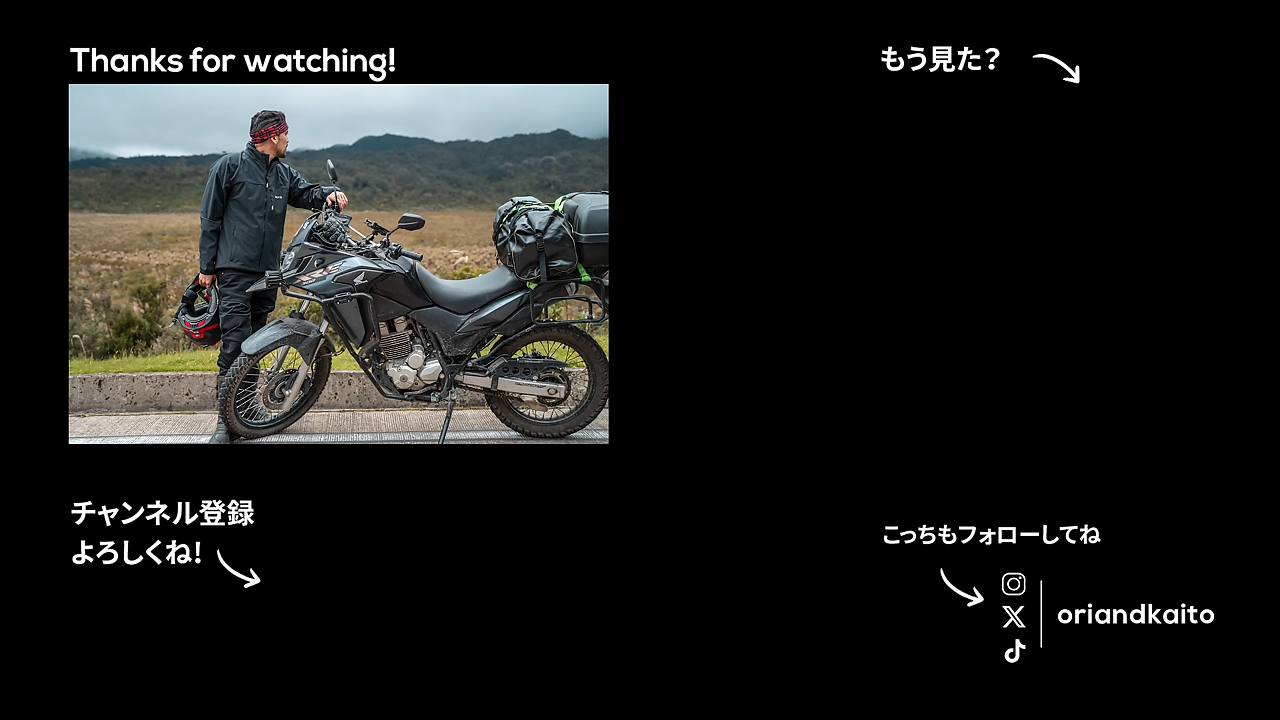 Thanks for watching!
もう見た？
チャンネル登録
よろしくね！
こっちもフォローしてね
oriandkaito